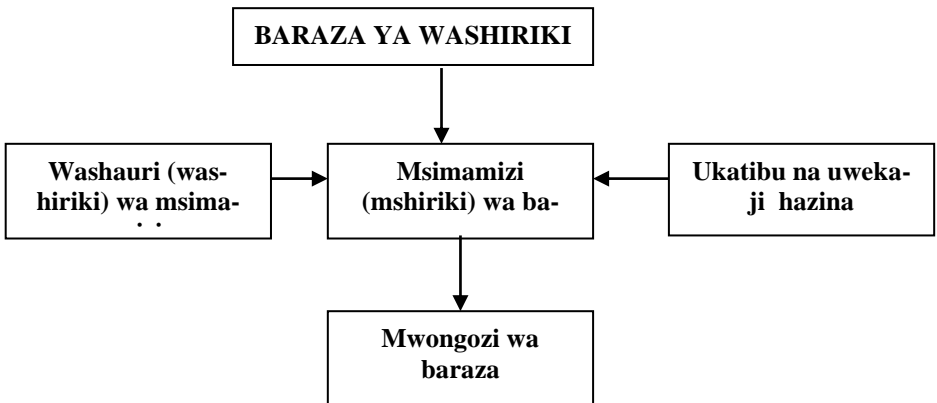 BARAZA YA WASHIRIKI
Washauri (was-
hiriki) wa msima-
Msimamizi
(mshiriki) wa ba-
Ukatibu na uweka-
ji hazina
Mwongozi wa
baraza